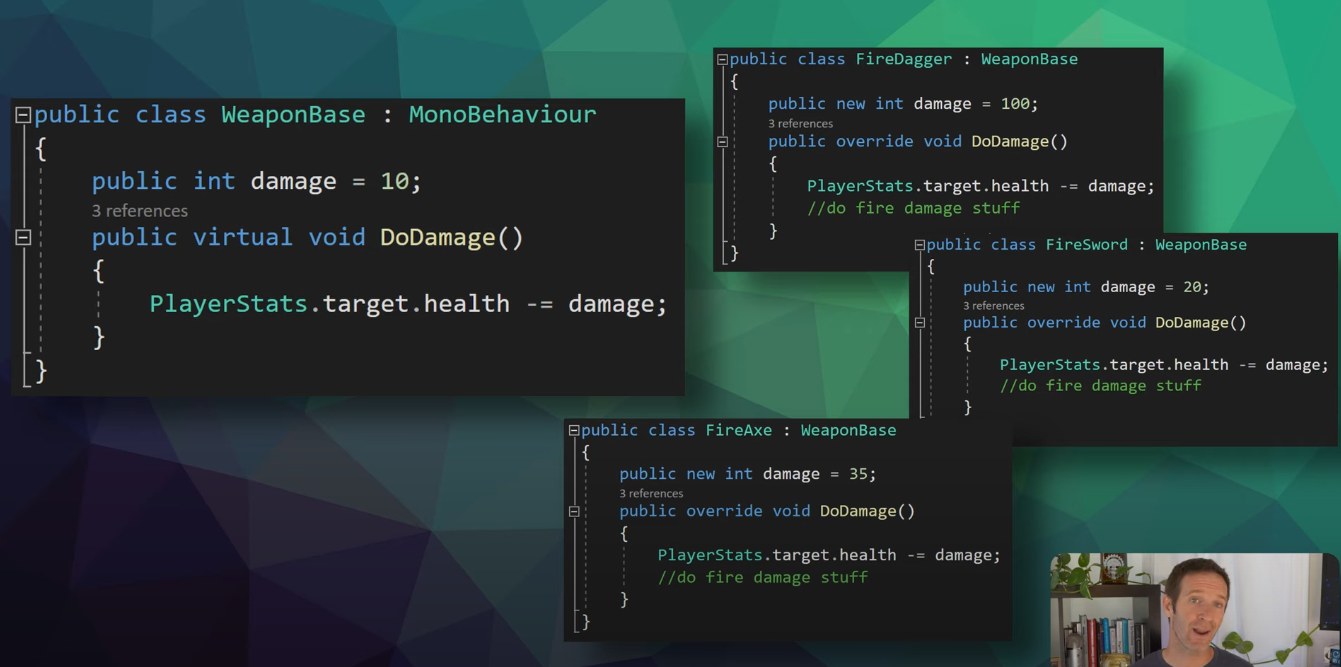 public class WeaponBase : MonoBehaviour
{
public int damage = 10;
3 references
public virtual void DoDamage()
{
PlayerStats.target.health -= damage;
}
}
public class FireDagger : WeaponBase
{
public new int damage = 100;
3 references
public override void DoDamage()
{
PlayerStats.target.health -= damage;
//do fire damage stuff
}
}
public class FireSword : WeaponBase
{
public new int damage = 20;
3 references
public override void DoDamage()
{
PlayerStats.target.health -= damage;
//do fire damage stuff
}
public class FireAxe : WeaponBase
{
public new int damage = 35;
3 references
public override void DoDamage()
{
PlayerStats.target.health -= damage;
//do fire damage stuff
}
}